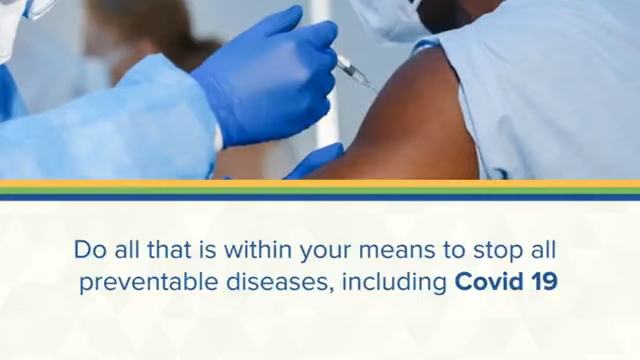 Do all that is within your means to stop all
preventable diseases, including Covid 19